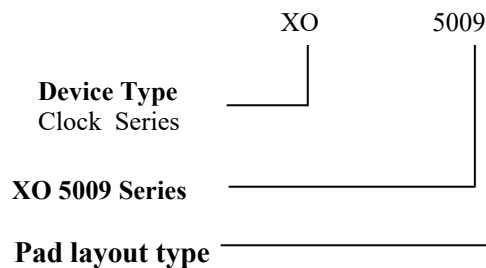 XO 5009
Device Type
Clock Series
XO 5009 Series
Pad layout type